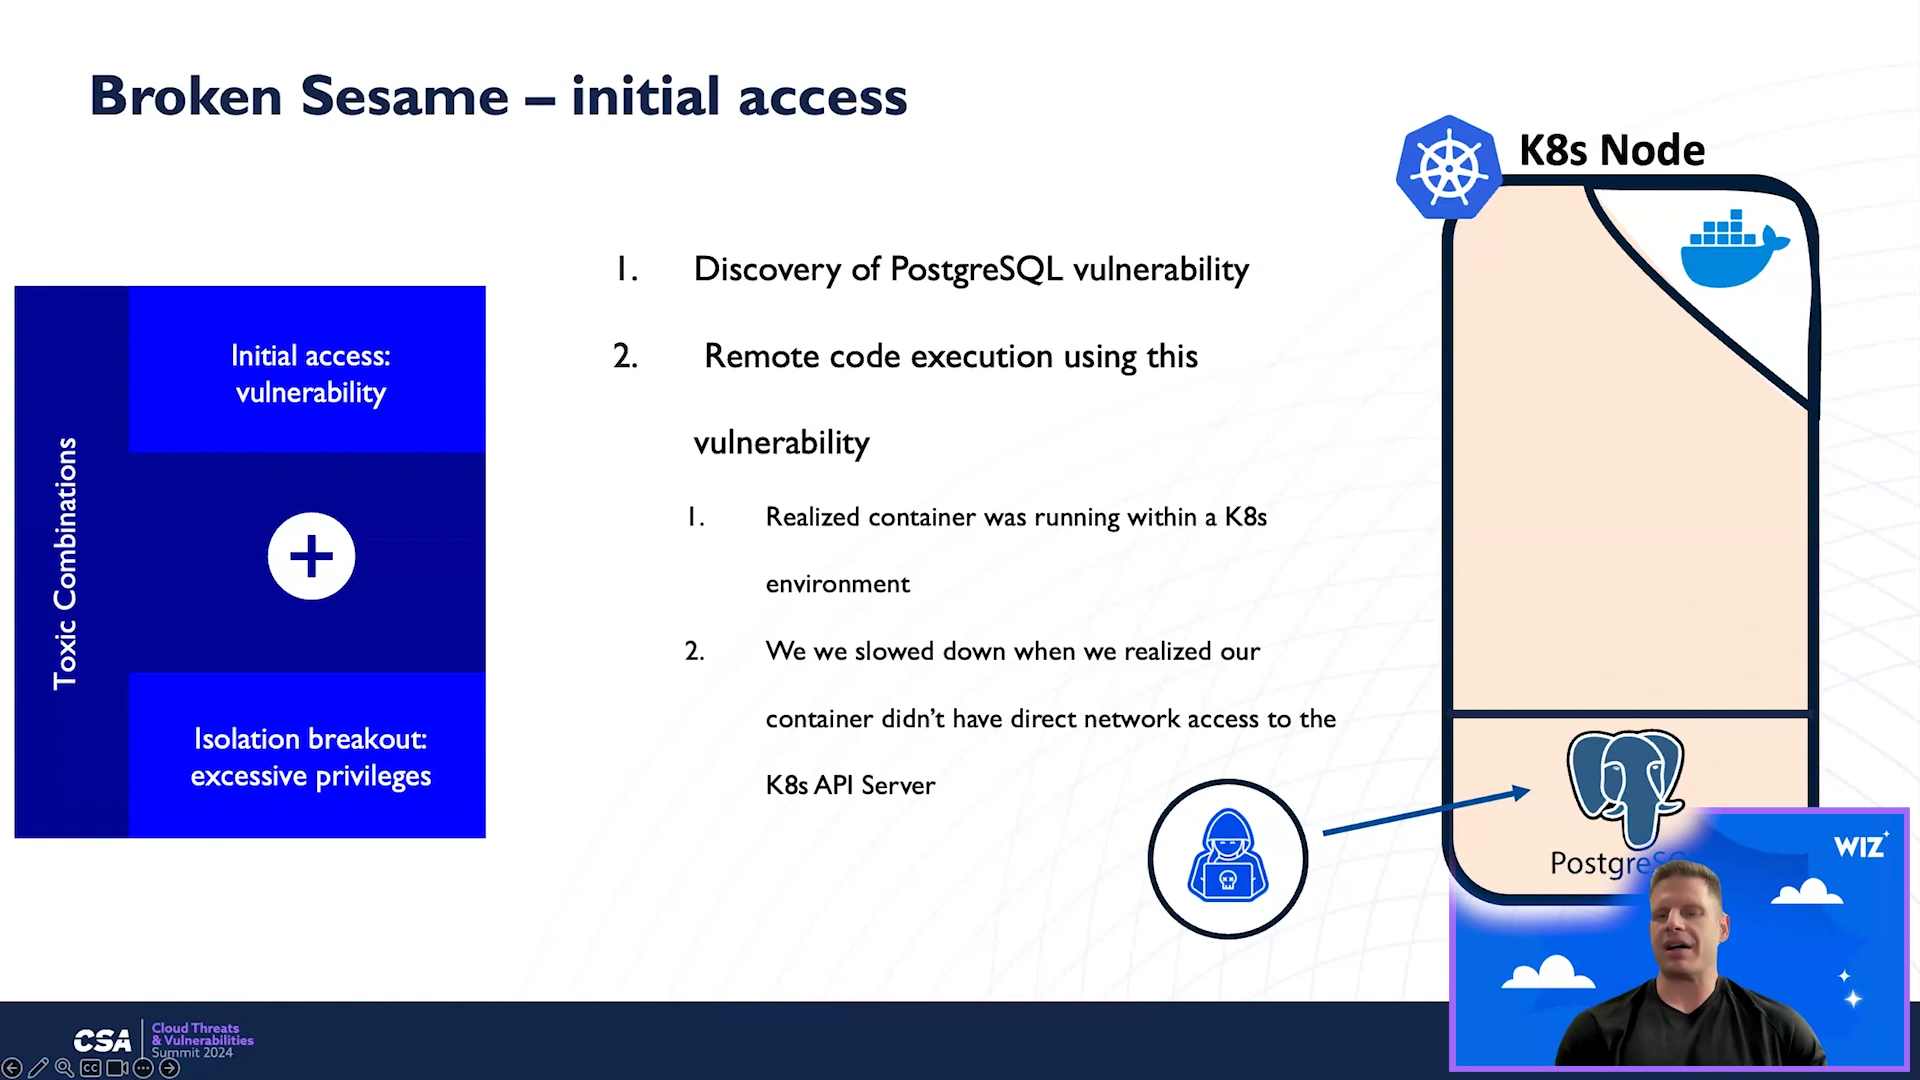 Broken Sesame – initial access
K8s Node
1. Discovery of PostgreSQL vulnerability
2. Remote code execution using this
vulnerability
1. Realized container was running within a K8s
environment
2. We we slowed down when we realized our
container didn’t have direct network access to the
K8s API Server
Toxic Combinations
Initial access:
vulnerability
+
Isolation breakout:
excessive privileges
PostgreSQ
WIZ
CSA
Cloud Threats
& Vulnerabilities
Summit 2024
CC